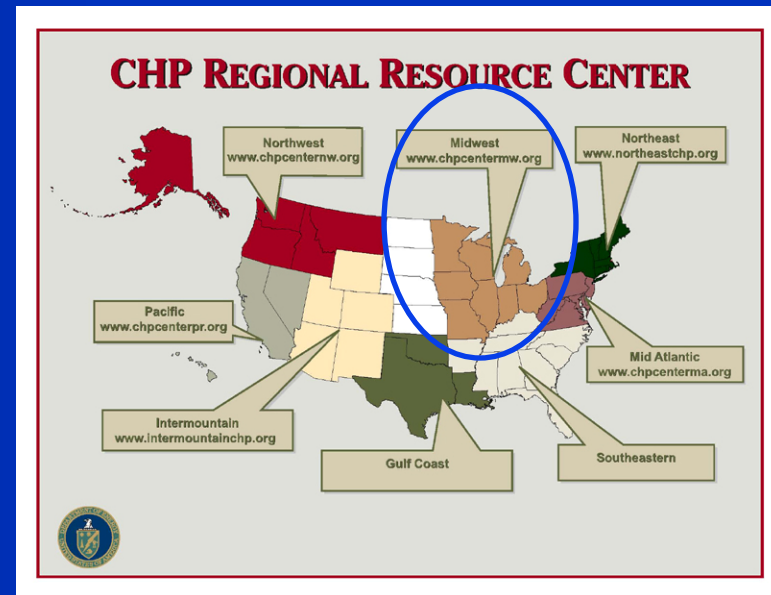 CHP REGIONAL RESOURCE CENTER
Northwest
www.chpcenternw.org
Midwest
www.chpcentermw.org
Northeast
www.northeastchp.org
Pacific
www.chpcenterpr.org
Mid Atlantic
www.chpcenterma.org
Intermountain
www.intermountainchp.org
Gulf Coast
Southeastern